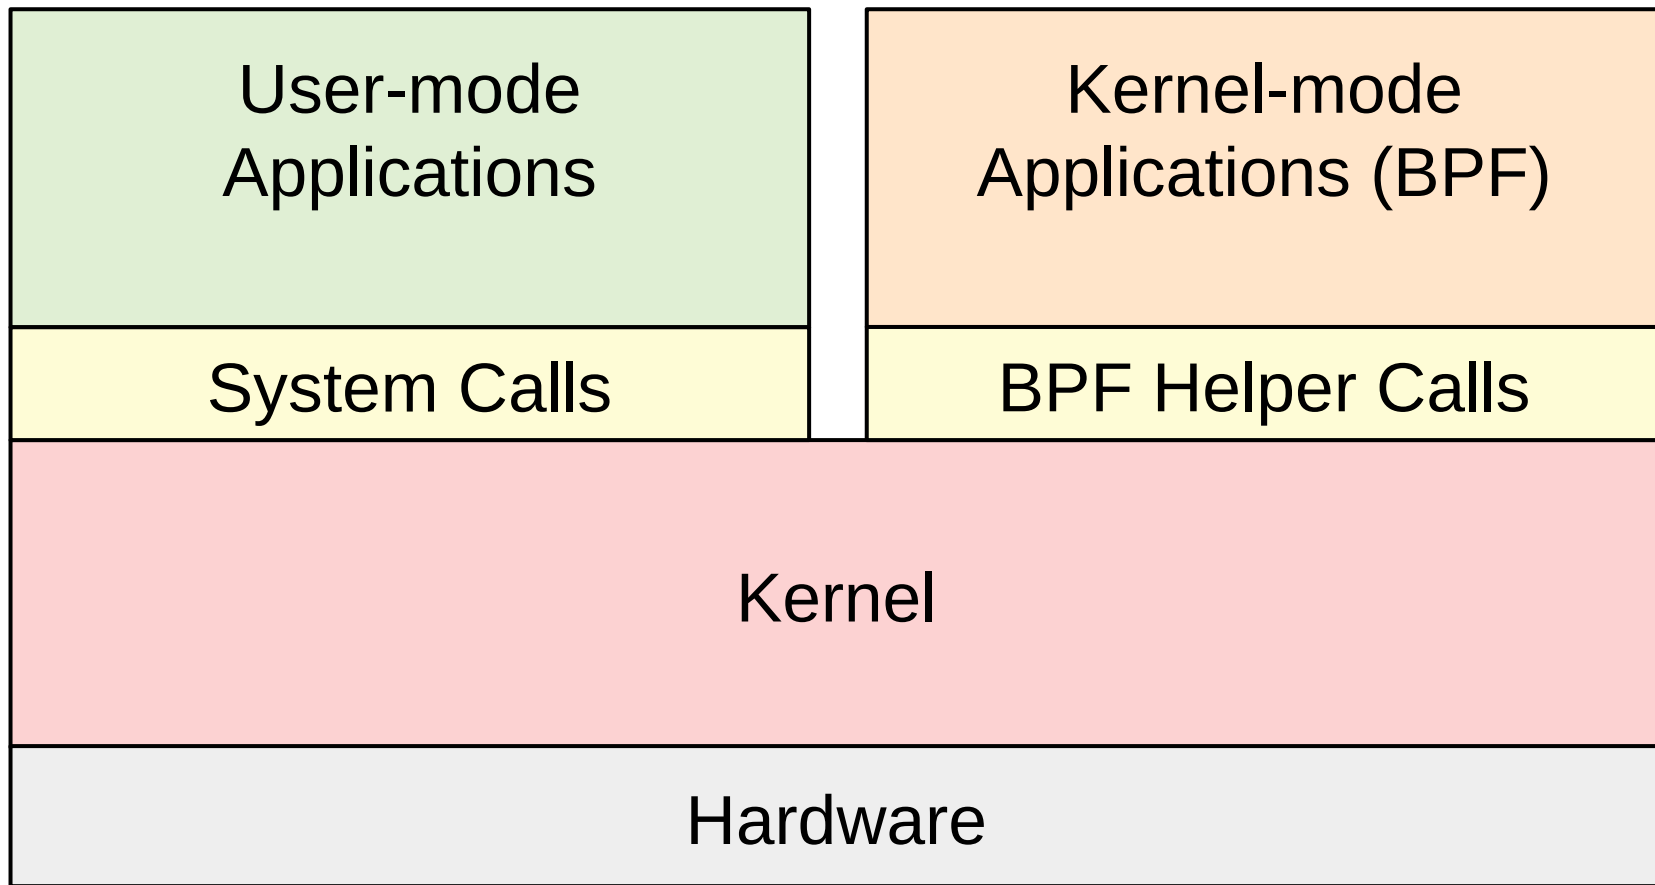 User-mode
Applications
Kernel-mode
Applications (BPF)
System Calls
BPF Helper Calls
Kernel
Hardware